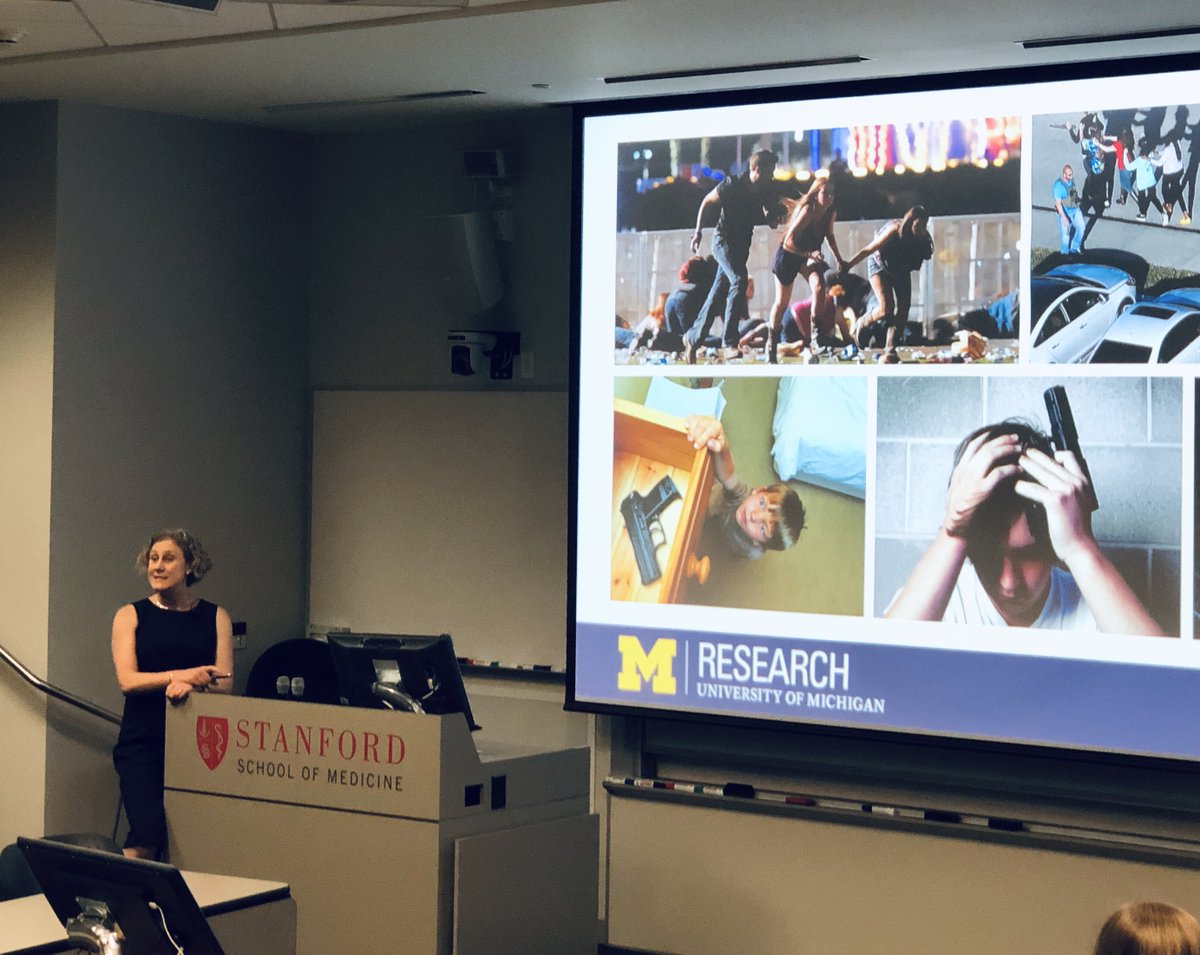 M
RESEARCH
UNIVERSITY OF MICHIGAN
STANFORD
SCHOOL OF MEDICINE